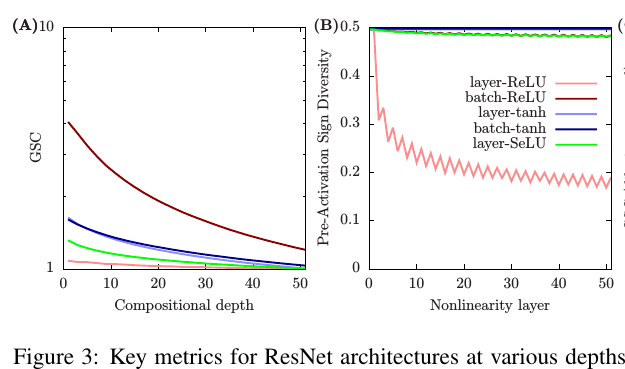 (A)
10
GSC
1
0
10
20
30
40
50
Compositional depth
(B)
0.5
0.4
0.3
0.2
0.1
0
Pre-Activation Sign Diversity
layer-ReLU
batch-ReLU
layer-tanh
batch-tanh
layer-SeLU
0
10
20
30
40
50
Nonlinearity layer
Figure 3: Key metrics for ResNet architectures at various depths